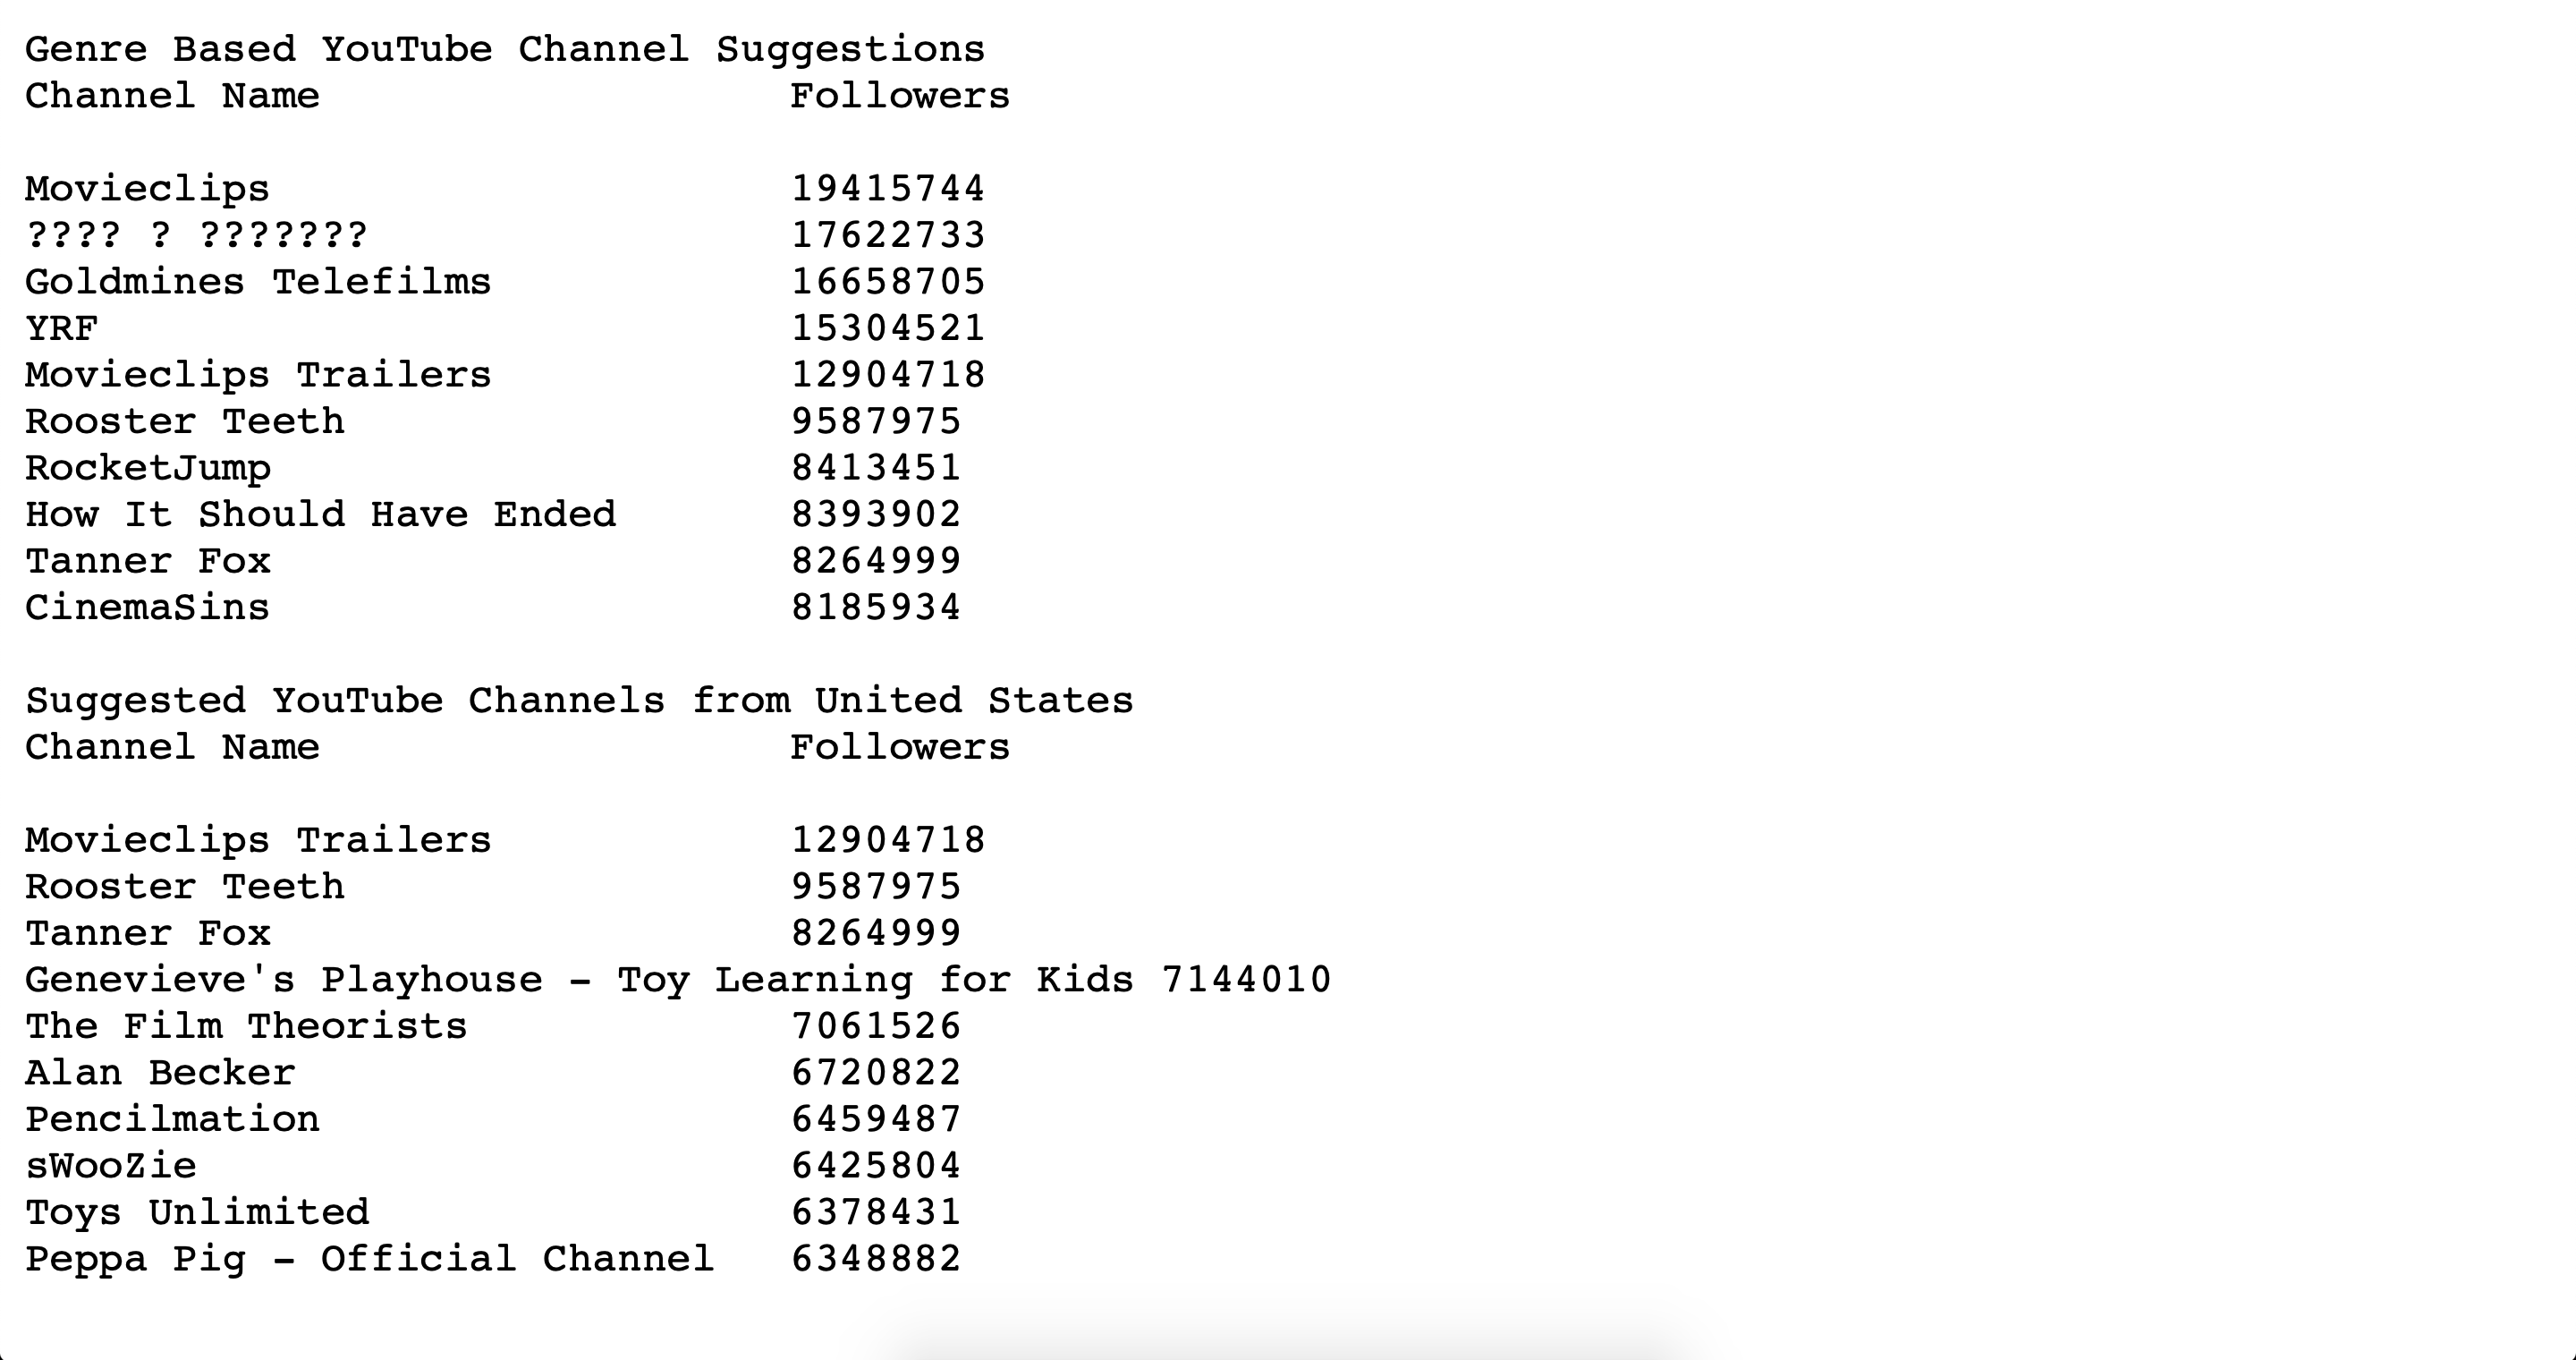 Genre Based YouTube Channel Suggestions
Channel Name Followers
Movieclips 19415744
???? ? ??????? 17622733
Goldmines Telefilms 16658705
YRF 15304521
Movieclips Trailers 12904718
Rooster Teeth 9587975
RocketJump 8413451
How It Should Have Ended 8393902
Tanner Fox 8264999
CinemaSins 8185934
Suggested YouTube Channels from United States
Channel Name Followers
Movieclips Trailers 12904718
Rooster Teeth 9587975
Tanner Fox 8264999
Genevieve's Playhouse - Toy Learning for Kids 7144010
The Film Theorists 7061526
Alan Becker 6720822
Pencilmation 6459487
sWooZie 6425804
Toys Unlimited 6378431
Peppa Pig - Official Channel 6348882